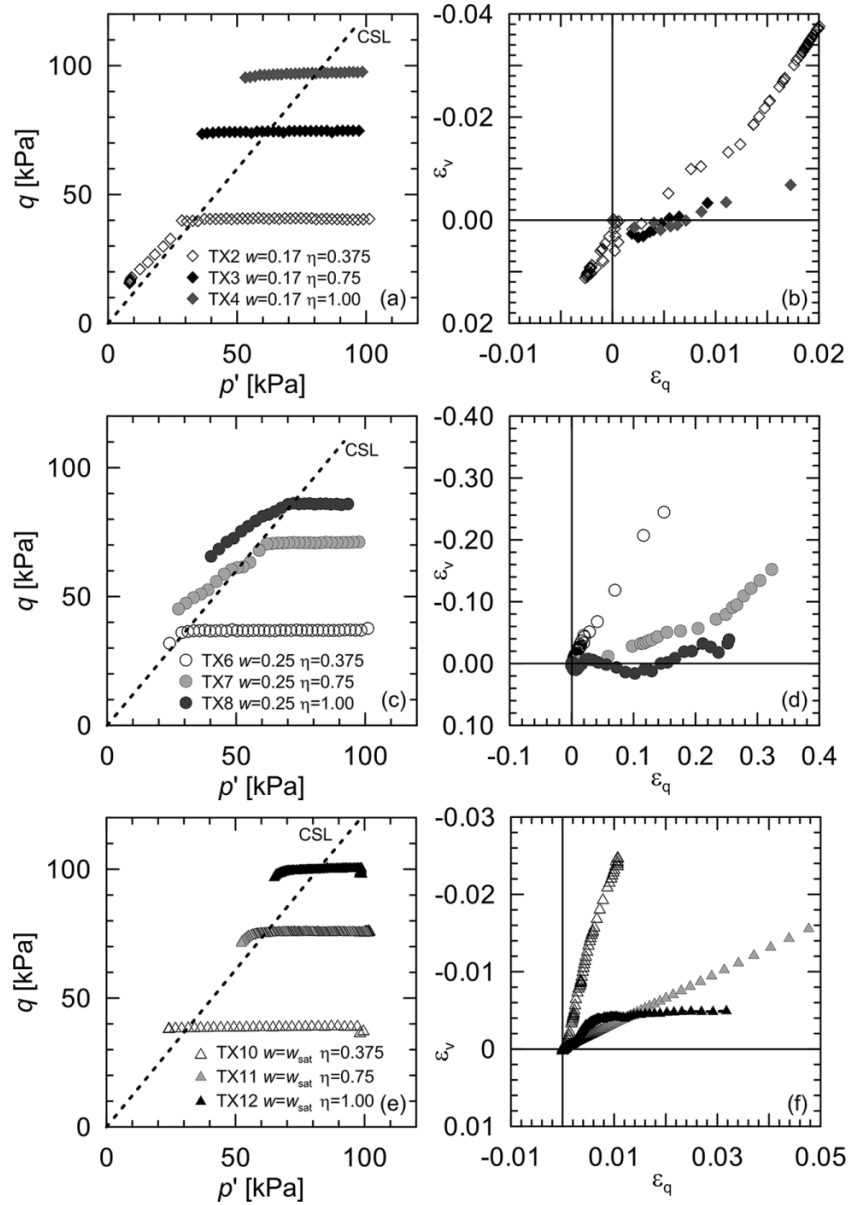 CSL
100
50
0
q [kPa]
TX2 w=0.17 η=0.375
TX3 w=0.17 η=0.75
TX4 w=0.17 η=1.00
(a)
0 50 100
p' [kPa]
-0.04
-0.02
0.00
0.02
εv
(b)
-0.01 0 0.01 0.02
εq
CSL
100
50
0
q [kPa]
TX6 w=0.25 η=0.375
TX7 w=0.25 η=0.75
TX8 w=0.25 η=1.00
(c)
0 50 100
p' [kPa]
-0.40
-0.30
-0.20
-0.10
0.00
0.10
εv
(d)
-0.1 0 0.1 0.2 0.3 0.4
εq
CSL
100
50
0
q [kPa]
TX10 w=wsat η=0.375
TX11 w=wsat η=0.75
TX12 w=wsat η=1.00
(e)
0 50 100
p' [kPa]
-0.03
-0.02
-0.01
0
0.01
εv
(f)
-0.01 0.01 0.03 0.05
εq